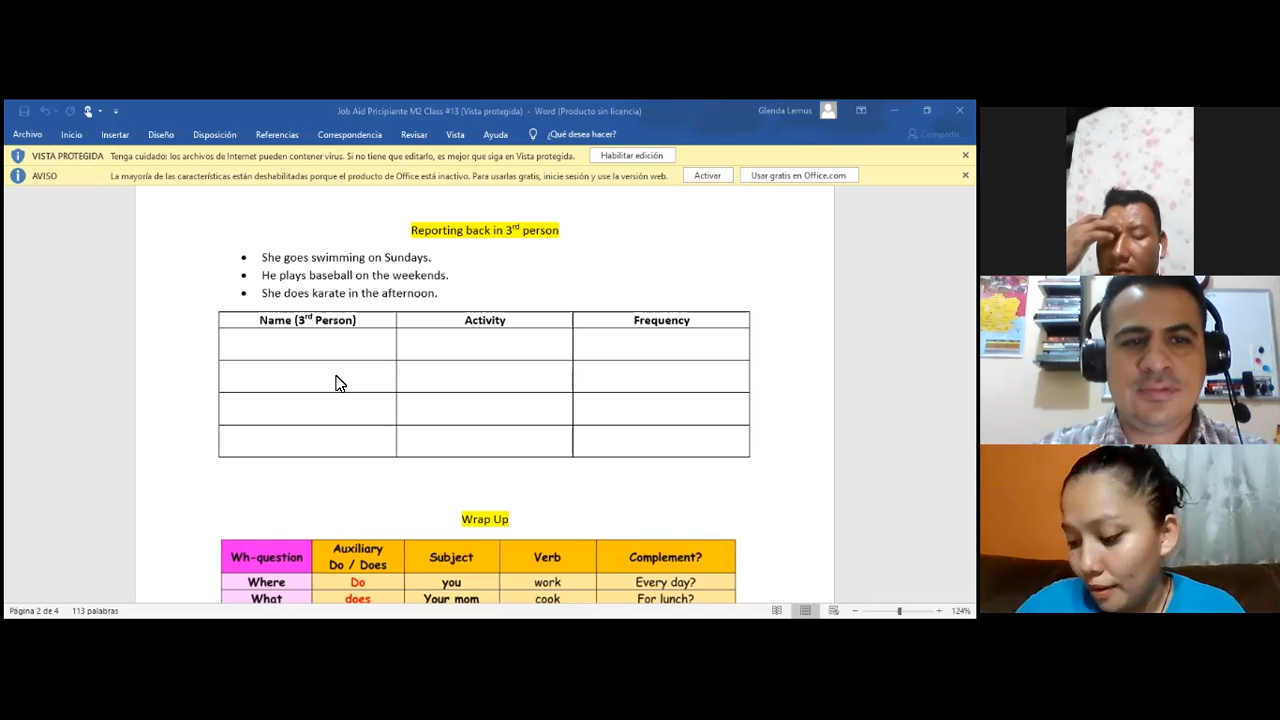 Job Aid Pricipiante M2 Class #13 (Vista protegida) - Word (Producto sin licencia)
Glenda Lemus
Archivo Inicio Insertar Diseño Disposición Referencias Correspondencia Revisar Vista Ayuda ¿Qué desea hacer? Compartir
VISTA PROTEGIDA Tenga cuidado: los archivos de Internet pueden contener virus. Si no tiene que editarlo, es mejor que siga en Vista protegida. Habilitar edición
AVISO La mayoría de las características están deshabilitadas porque el producto de Office está inactivo. Para usarlas gratis, inicie sesión y use la versión web. Activar Usar gratis en Office.com
Reporting back in 3rd person
• She goes swimming on Sundays.
• He plays baseball on the weekends.
• She does karate in the afternoon.
Name (3rd Person) Activity Frequency
Wrap Up
Wh-question Auxiliary Do / Does Subject Verb Complement?
Where Do you work Every day?
What does Your mom cook For lunch?
Página 2 de 4 113 palabras 124%